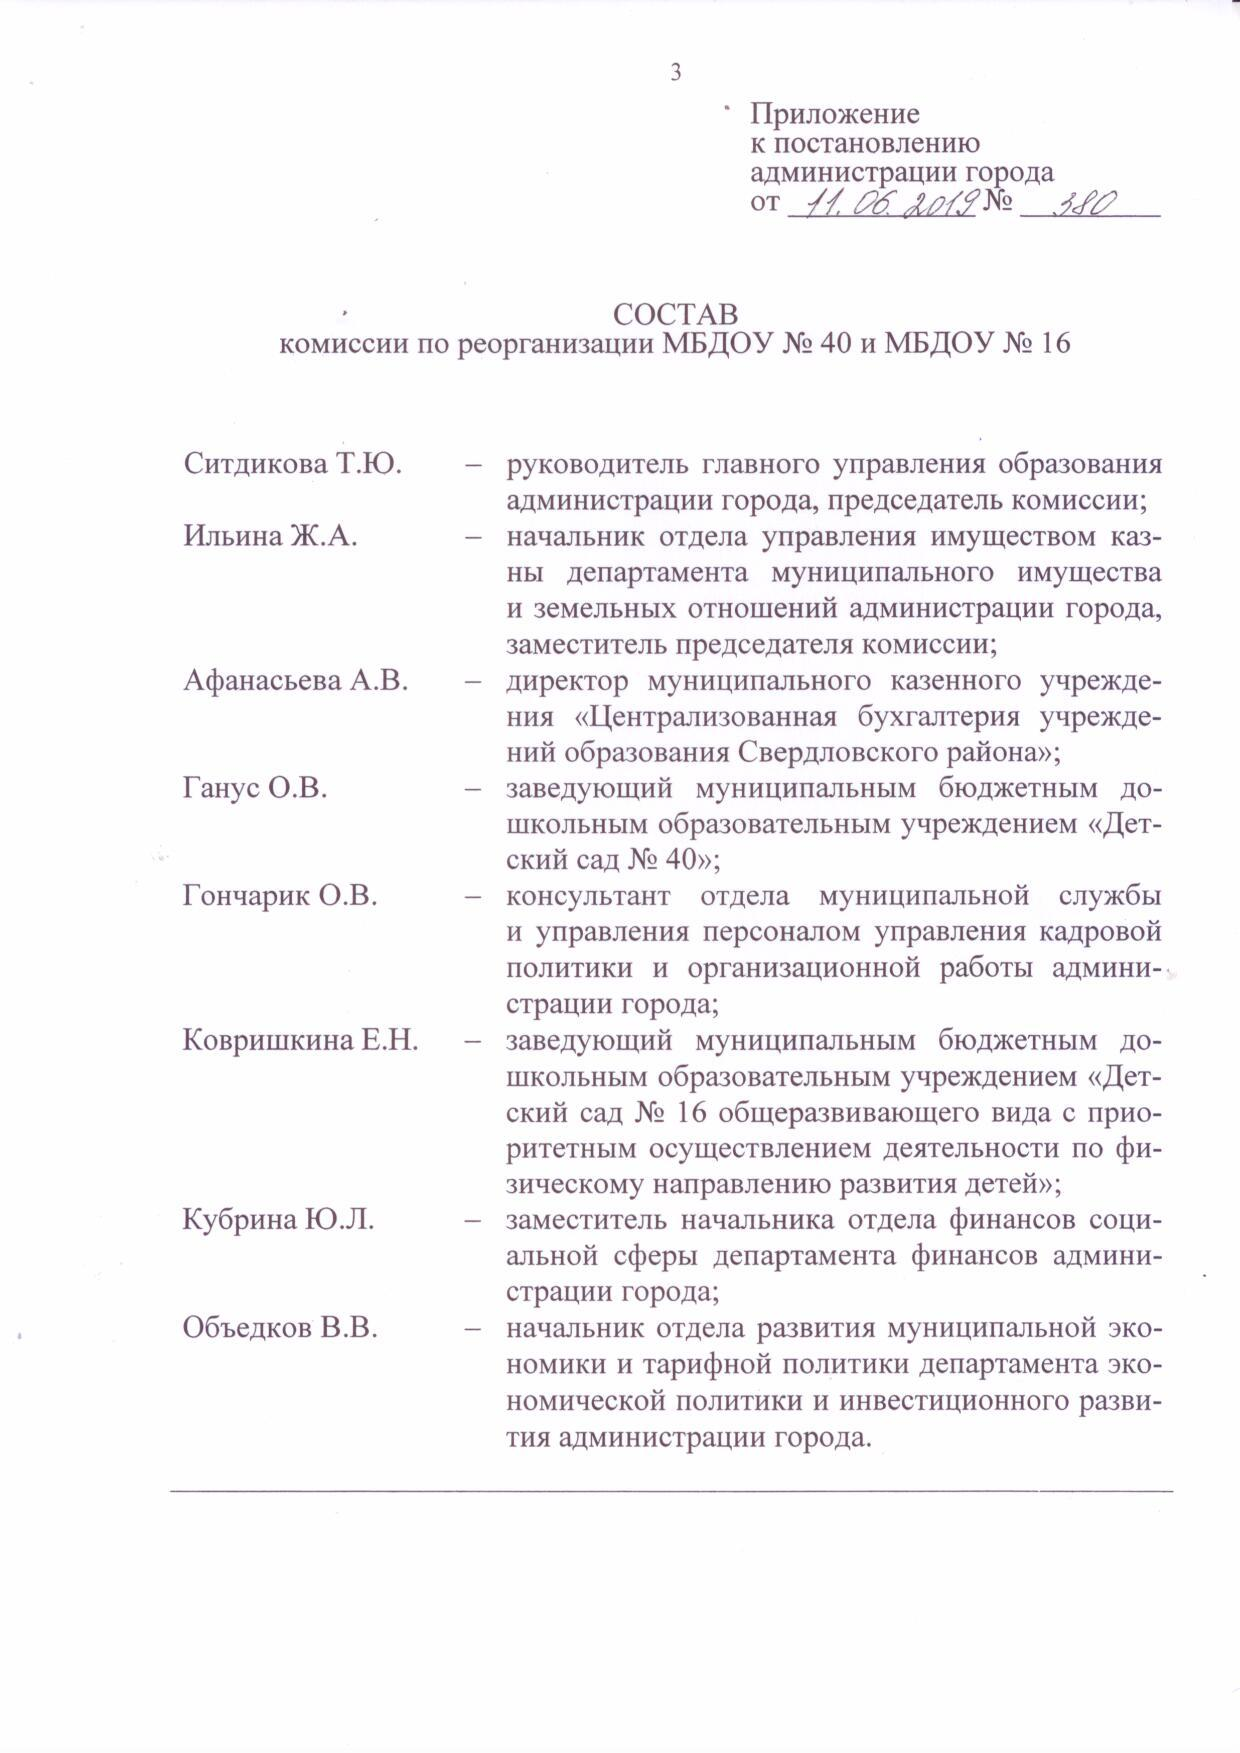 3
Приложение
к постановлению
администрации города
от 11.06.2019 № 380
СОСТАВ
комиссии по реорганизации МБДОУ № 40 и МБДОУ № 16
Ситдикова Т.Ю. – руководитель главного управления образования
администрации города, председатель комиссии;
Ильина Ж.А. – начальник отдела управления имуществом каз-
ны департамента муниципального имущества
и земельных отношений администрации города,
заместитель председателя комиссии;
Афанасьева А.В. – директор муниципального казенного учрежде-
ния «Централизованная бухгалтерия учрежде-
ний образования Свердловского района»;
Ганус О.В. – заведующий муниципальным бюджетным до-
школьным образовательным учреждением «Дет-
ский сад № 40»;
Гончарик О.В. – консультант отдела муниципальной службы
и управления персоналом управления кадровой
политики и организационной работы админи-
страции города;
Ковришкина Е.Н. – заведующий муниципальным бюджетным до-
школьным образовательным учреждением «Дет-
ский сад № 16 общеразвивающего вида с прио-
ритетным осуществлением деятельности по фи-
зическому направлению развития детей»;
Кубрина Ю.Л. – заместитель начальника отдела финансов соци-
альной сферы департамента финансов админи-
страции города;
Объедков В.В. – начальник отдела развития муниципальной эко-
номики и тарифной политики департамента эко-
номической политики и инвестиционного разви-
тия администрации города.